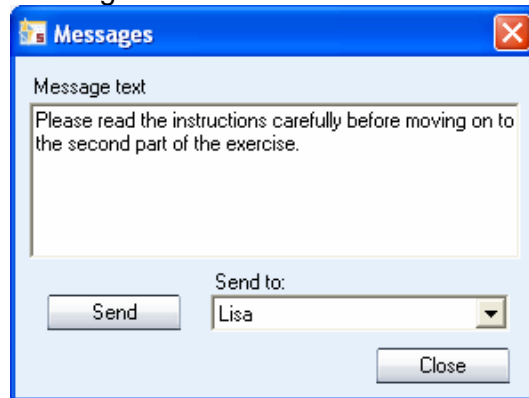 Messages
Message text
Please read the instructions carefully before moving on to
the second part of the exercise.
Send to:
Send
Lisa
Close